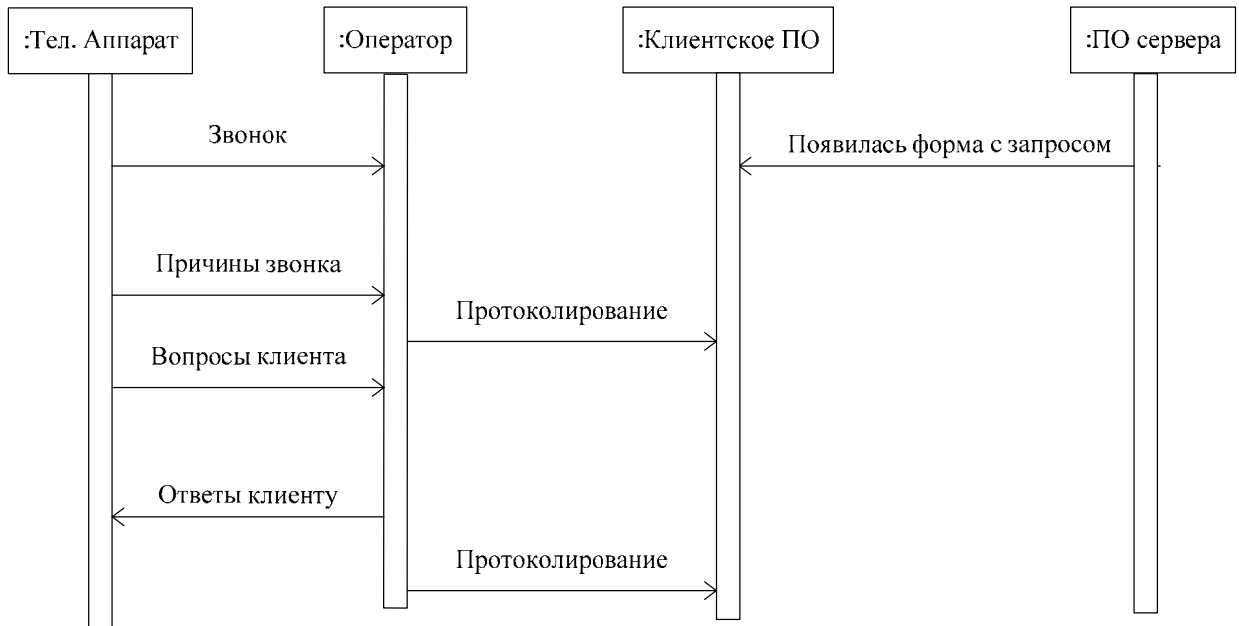 :Тел. Аппарат
:Оператор
:Клиентское ПО
:ПО сервера
Звонок
Появилась форма с запросом
Причины звонка
Протоколирование
Вопросы клиента
Ответы клиенту
Протоколирование